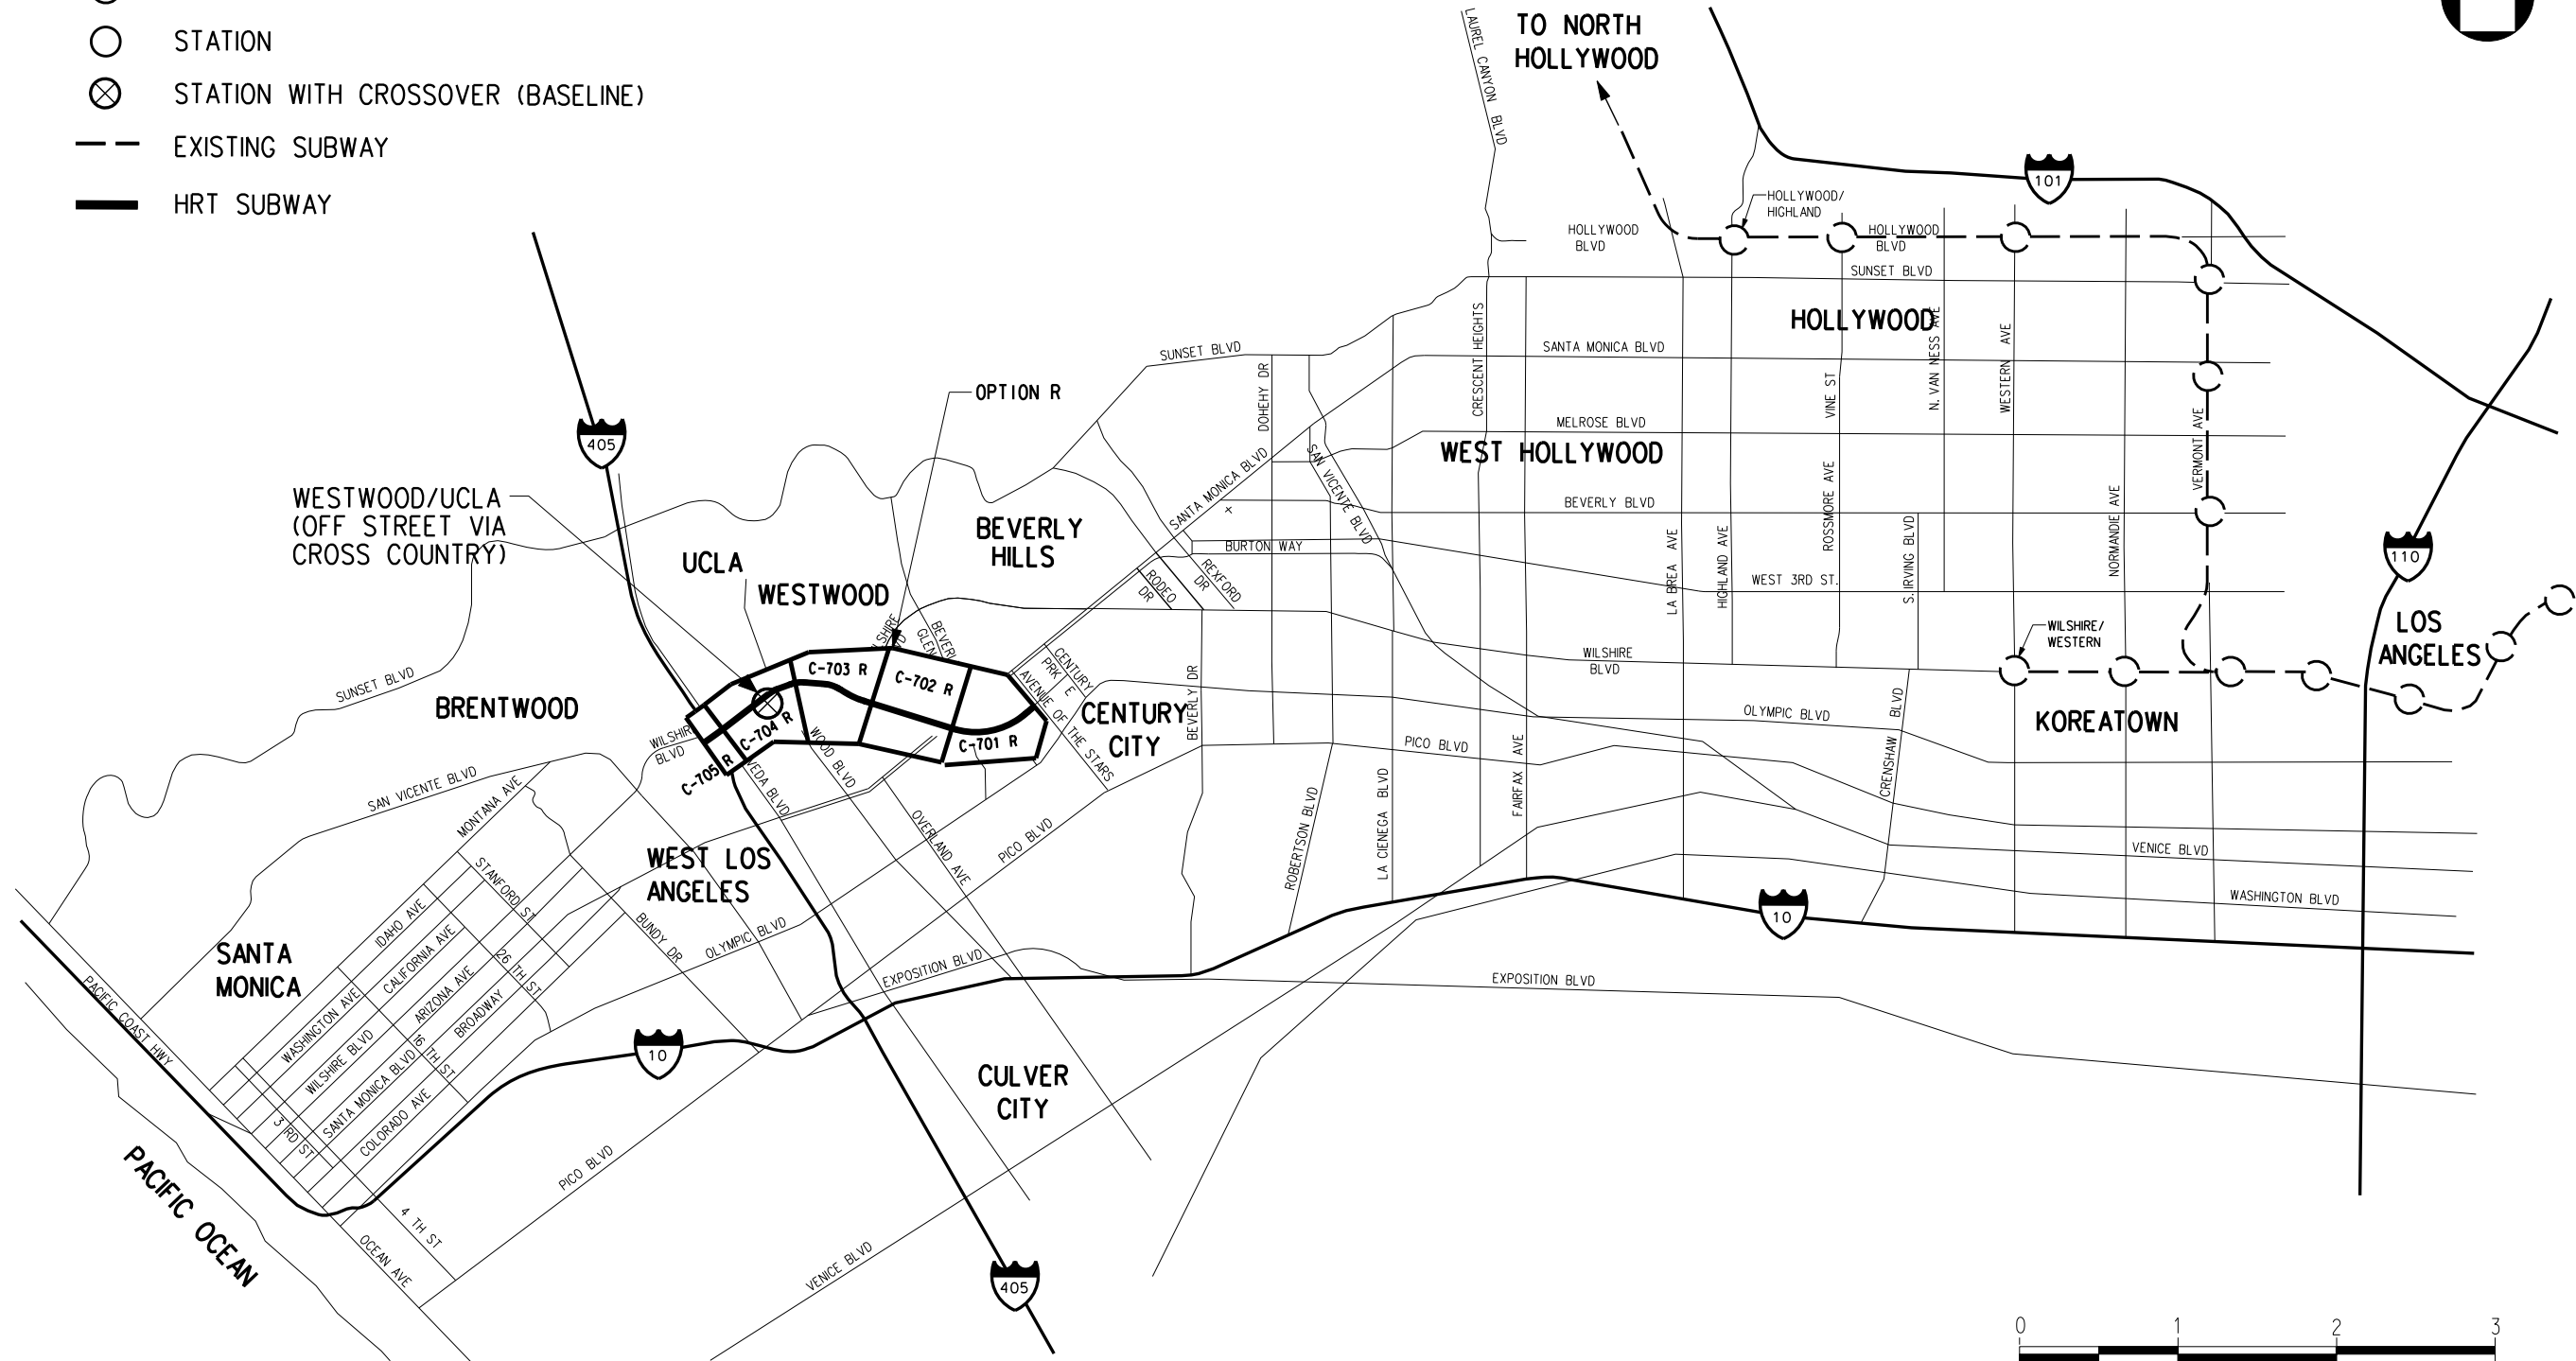 STATION
STATION WITH CROSSOVER (BASELINE)
EXISTING SUBWAY
HRT SUBWAY
TO NORTH
HOLLYWOOD
LAUREL CANYON BLVD
101
HOLLYWOOD/
HIGHLAND
HOLLYWOOD
BLVD
HOLLYWOOD
BLVD
SUNSET BLVD
HOLLYWOOD
SANTA MONICA BLVD
SUNSET BLVD
OPTION R
DOHEHY DR
CRESCENT HEIGHTS
VINE ST
N. VAN NESS AVE
WESTERN AVE
VERMONT AVE
MELROSE BLVD
WEST HOLLYWOOD
405
WESTWOOD/UCLA
(OFF STREET VIA
CROSS COUNTRY)
SANTA MONICA BLVD
SAN VICENTE BLVD
BEVERLY BLVD
BEVERLY
HILLS
UCLA
WESTWOOD
BURTON WAY
RODEO
DR
REXFORD
DR
WEST 3RD ST.
LA BREA AVE
HIGHLAND AVE
ROSSMORE AVE
S. IRVING BLVD
NORMANDIE AVE
110
LOS
ANGELES
WILSHIRE/
WESTERN
WILSHIRE
BLVD
KOREATOWN
GLEN
C-703 R
C-702 R
C-704 R
C-701 R
C-705 R
CENTURY
PRK E
AVENUE OF THE STARS
CENTURY
CITY
BEVERLY DR
OLYMPIC BLVD
PICO BLVD
CRENSHAW BLVD
FAIRFAX AVE
LA CIENEGA BLVD
ROBERTSON BLVD
SUNSET BLVD
BRENTWOOD
BLVD
SAN VICENTE BLVD
MONTANA AVE
WOOD BLVD
VEDA BLVD
OVERLAND AVE
PICO BLVD
WEST LOS
ANGELES
VENICE BLVD
WASHINGTON BLVD
10
STANFORD ST
IDAHO AVE
CALIFORNIA AVE
26 TH ST
BUNDY DR
OLYMPIC BLVD
EXPOSITION BLVD
EXPOSITION BLVD
SANTA
MONICA
PACIFIC COAST HWY
WASHINGTON AVE
ARIZONA AVE
BROADWAY
WILSHIRE BLVD
16 TH ST
SANTA MONICA BLVD
COLORADO AVE
3 RD ST
10
CULVER
CITY
PICO BLVD
PACIFIC OCEAN
4 TH ST
OCEAN AVE
VENICE BLVD
405
0 1 2 3